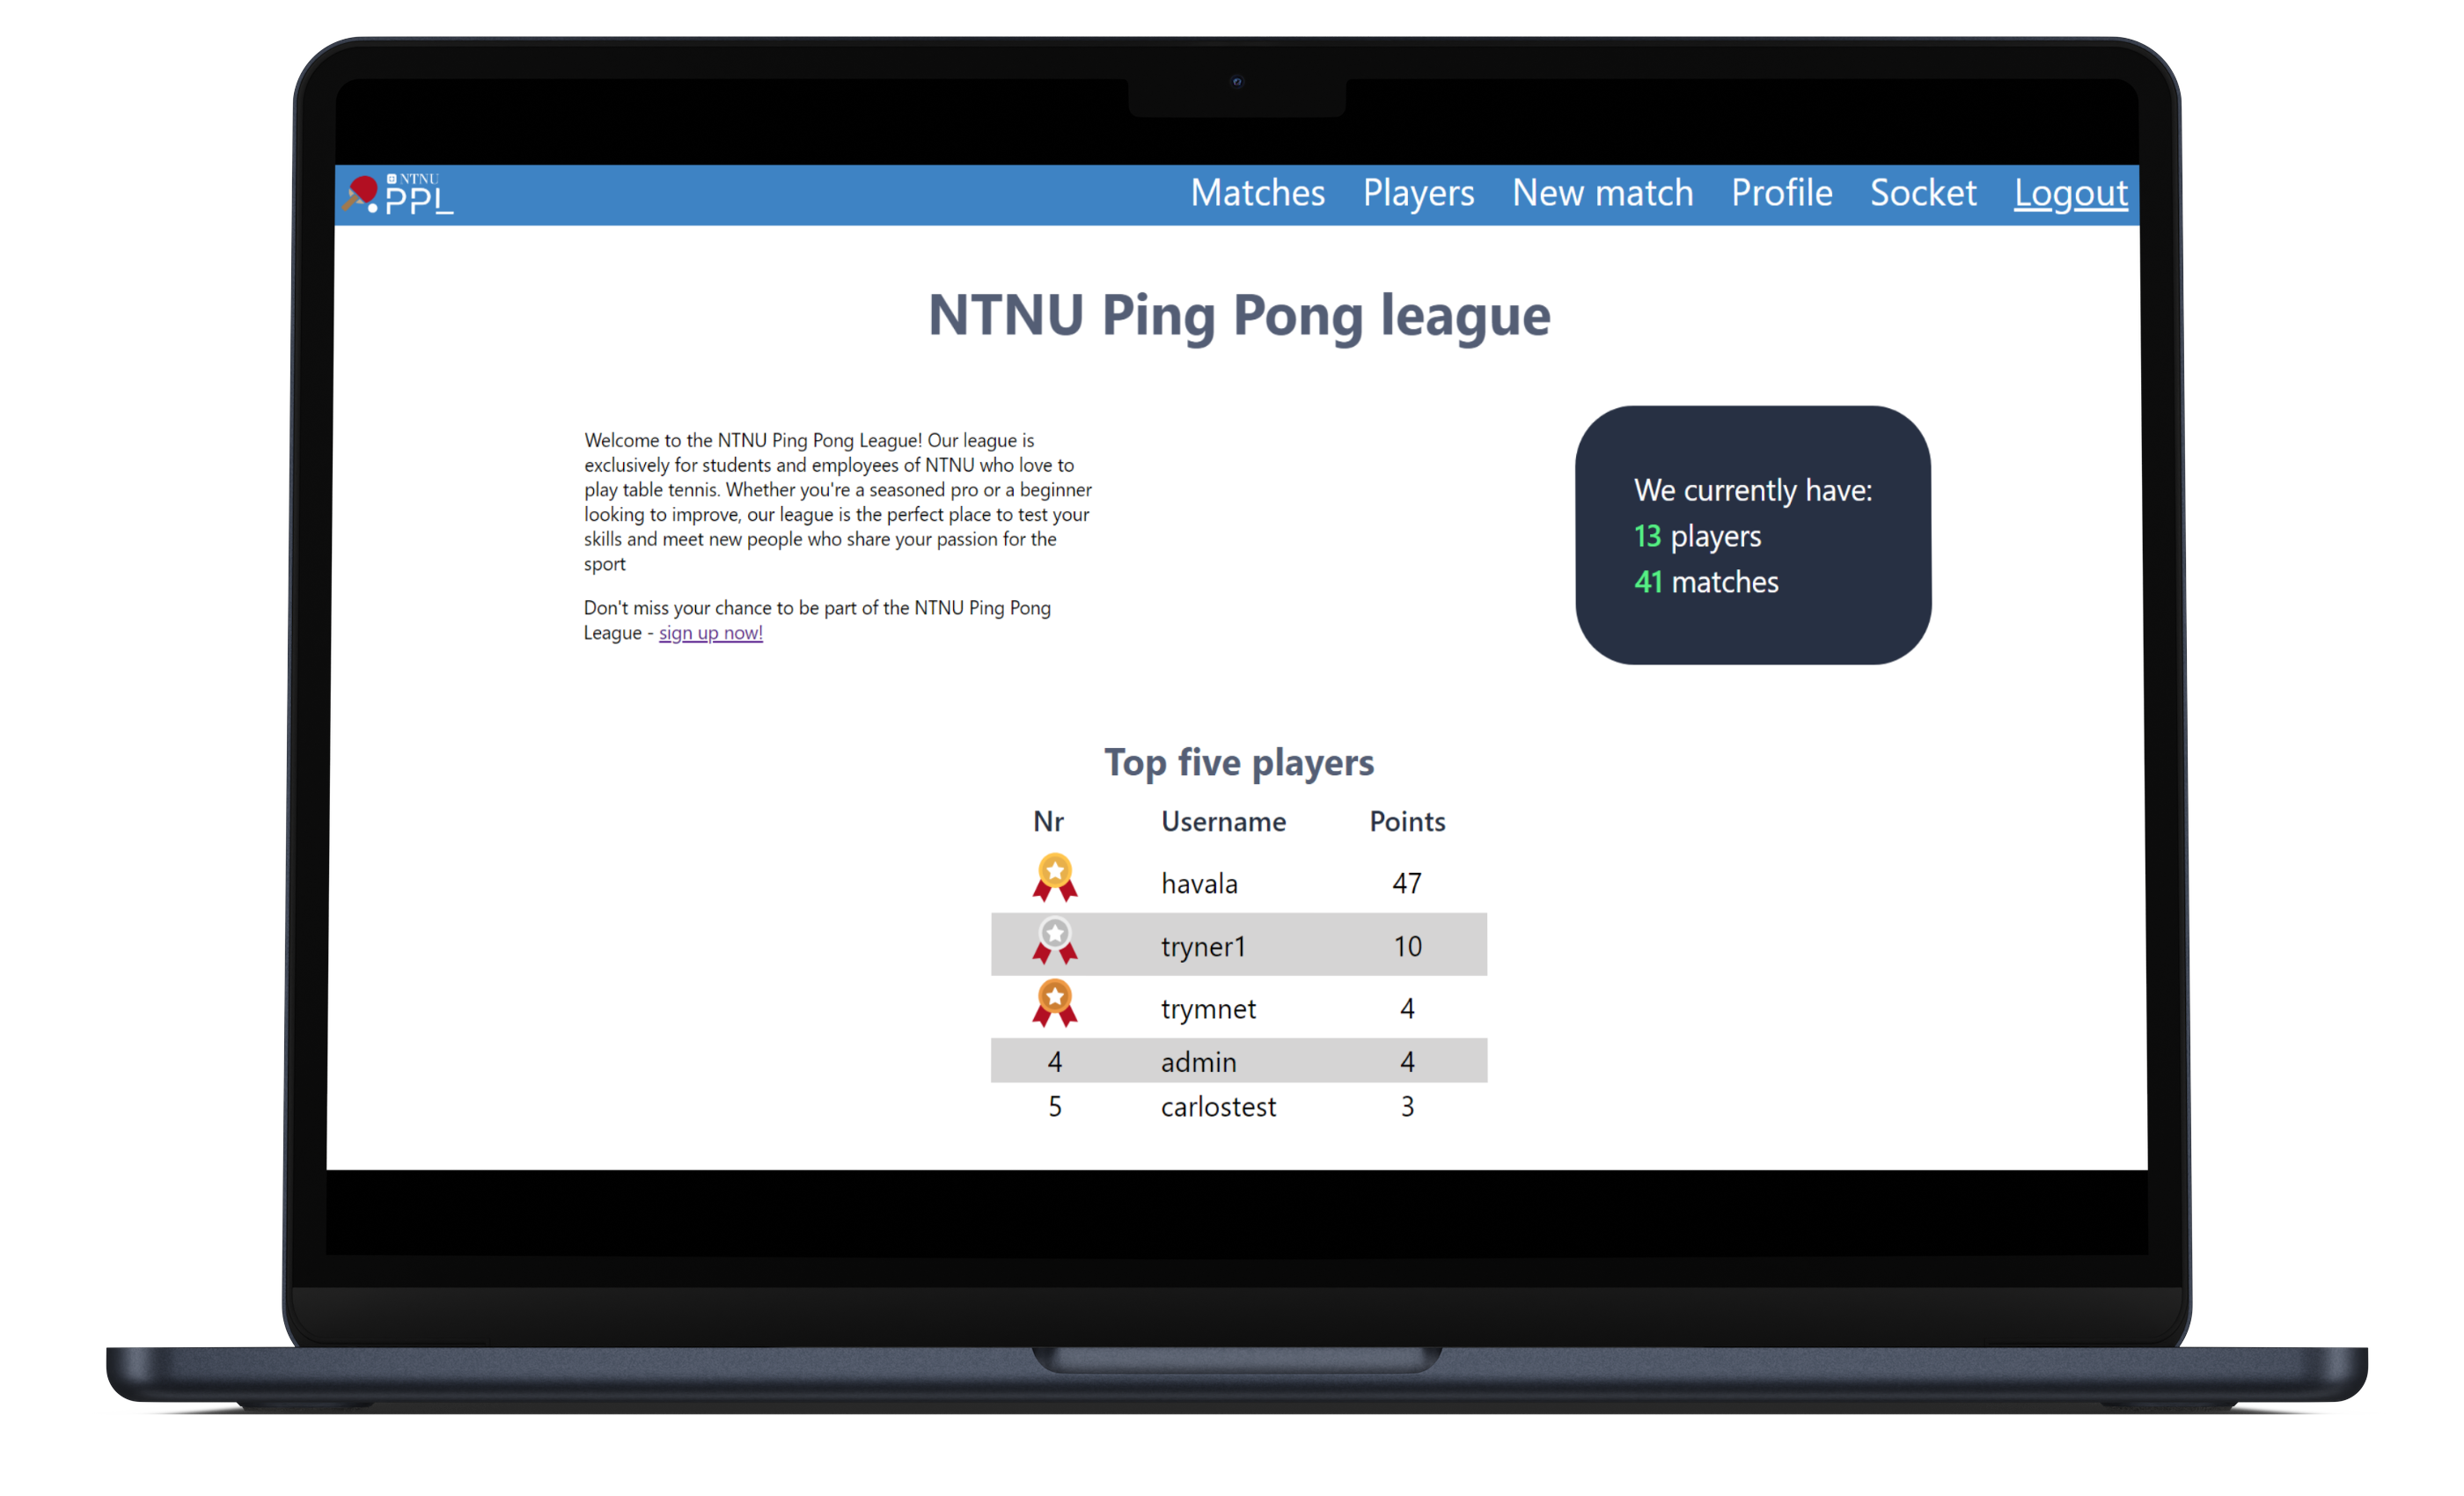 NTNU
PPL
Matches Players New match Profile Socket Logout
NTNU Ping Pong league
Welcome to the NTNU Ping Pong League! Our league is
exclusively for students and employees of NTNU who love to
play table tennis. Whether you're a seasoned pro or a beginner
looking to improve, our league is the perfect place to test your
skills and meet new people who share your passion for the
sport
Don't miss your chance to be part of the NTNU Ping Pong
League - sign up now!
We currently have:
13 players
41 matches
Top five players
Nr Username Points
havala 47
tryner1 10
trymnet 4
4 admin 4
5 carlostest 3